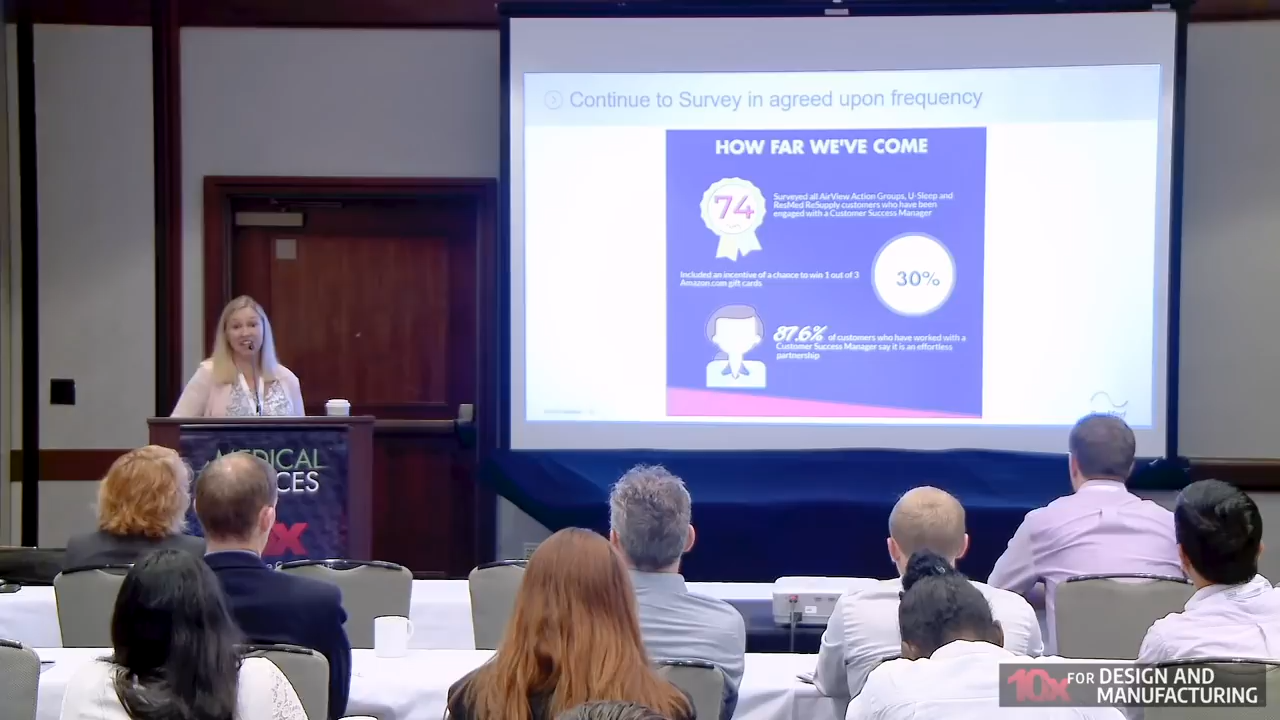 Continue to Survey in agreed upon frequency
HOW FAR WE'VE COME
74
Surveyed all AirView Action Groups, U-Sleep and
ResMed ReSupply customers who have been
engaged with a Customer Success Manager
Included an incentive of a chance to win 1 out of 3
Amazon.com gift cards
30%
87.6% of customers who have worked with a
Customer Success Manager say it is an effortless
partnership
MEDICAL
10x FOR DESIGN AND
MANUFACTURING